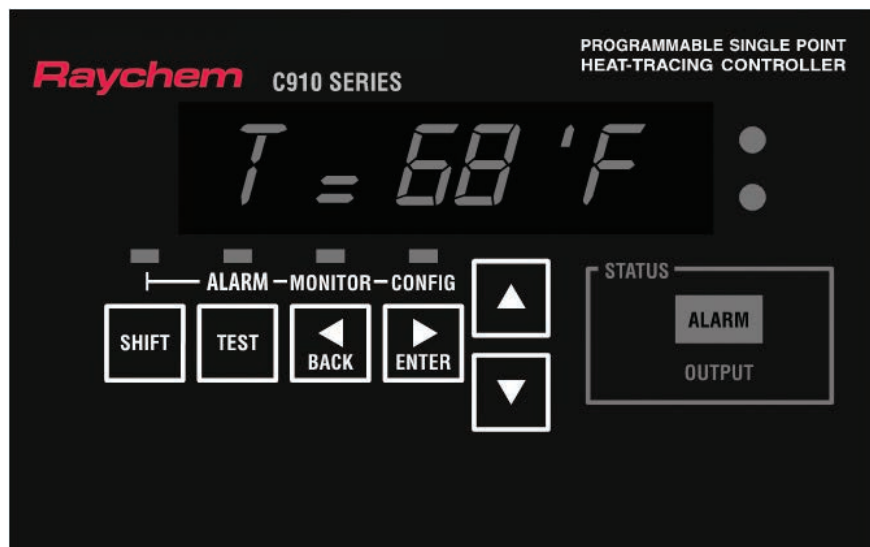 PROGRAMMABLE SINGLE POINT
HEAT-TRACING CONTROLLER
Raychem C910 SERIES
T = 68 'F
ALARM MONITOR CONFIG
SHIFT
TEST
BACK
ENTER
STATUS
ALARM
OUTPUT